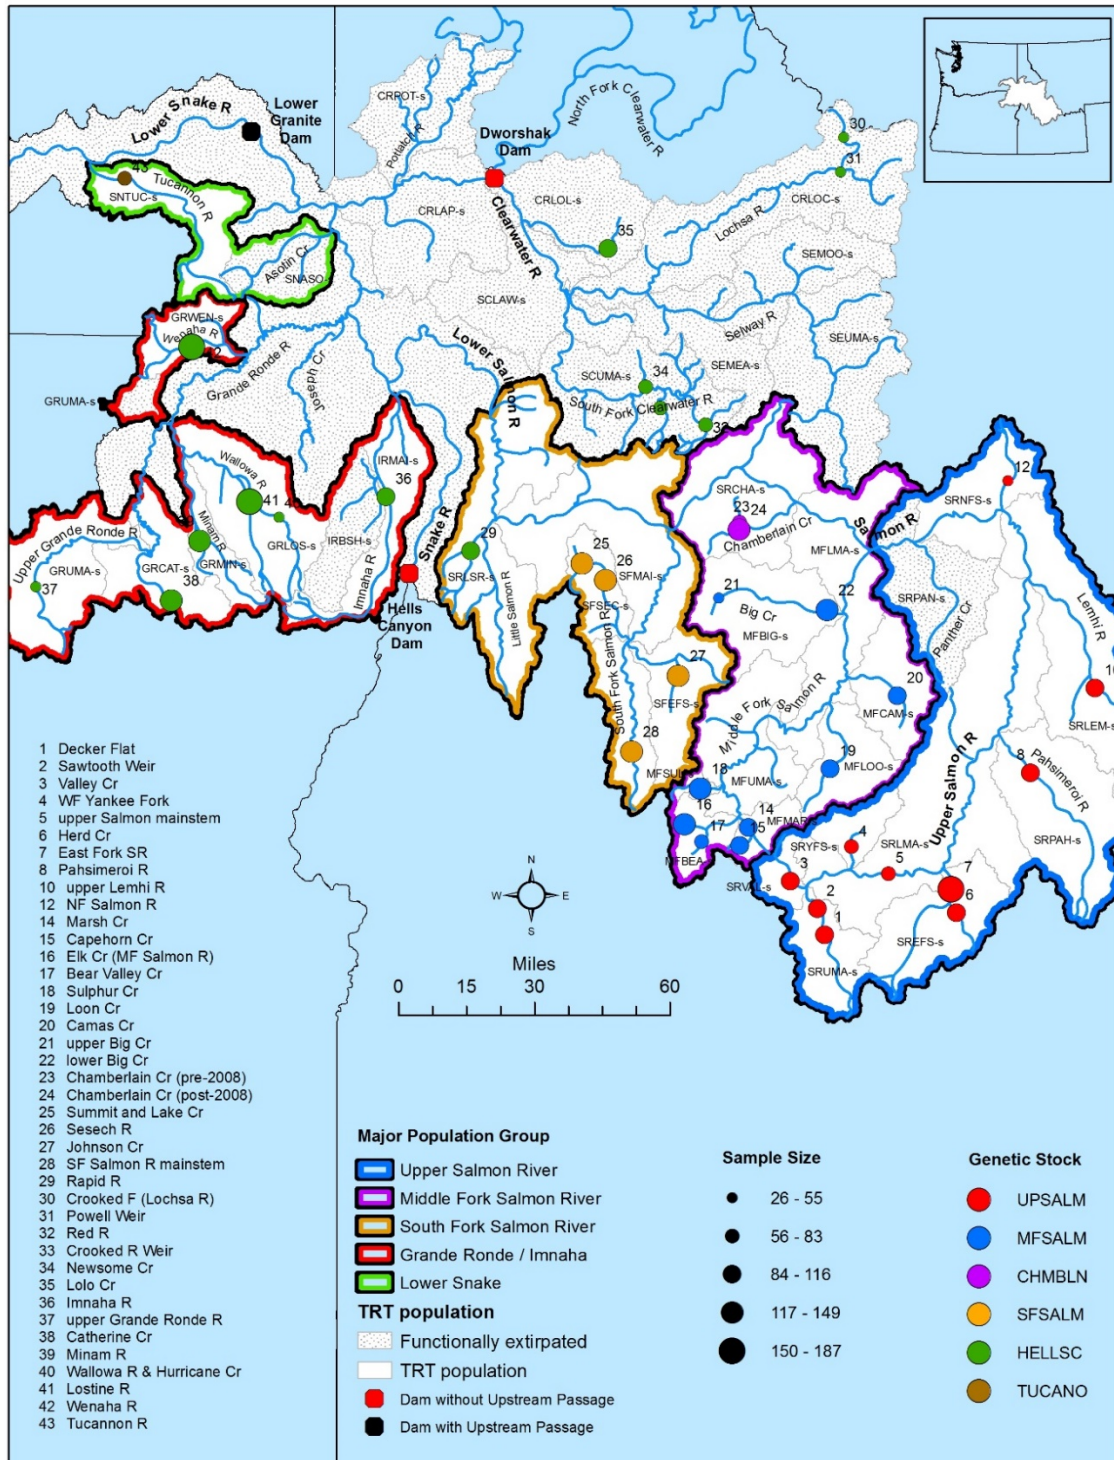 Lower Snake R
Lower
Granite
Dam
CRPOT-s
Potlatch R
North Fork Clearwater R
Dworshak
Dam
30
31
43
Tucannon R
SNTUC-s
CRLAP-s
Clearwater R
CRLOL-s
35
Lochsa R
CRLOC-s
Asotin Cr
SNASO-
SEMOO-s
SCLAW-s
GRWEN-s
Wenaha R
2
Selway R
SEUMA-s
Lower Salmon R
Grande Ronde R
Joseph Cr
SCUMA-s
34
SEMEA-s
South Fork Clearwater R
GRUMA-s
Wallowa R
IRMAI-s
36
12
SRNFS-s
SRCHA-s
23
24
Chamberlain Cr
Salmon R
41
4
Minam R
GRLOS-s
IRBSH-s
Snake R
29
25
26
SFMAI-s
MFLMA-s
Upper Grande Ronde R
GRUMA-s
37
GRCAT-s
38
GRMIN-s
Imnaha R
SRLSR-s
Little Salmon R
SFSEC-s
21
22
Big Cr
MFBIG-s
SRPAN-s
Panther Cr
Lemhi R
Hells
Canyon
Dam
South Fork Salmon R
27
SFEFS-s
Middle Fork Salmon R
20
MFCAM-s
10
SRLEM-s
28
MFSUL
18
MFUMA-s
19
MFLOO-s
Upper Salmon R
8
Pahsimeroi R
16
17
14
15
MFMAR-s
MFBEA-
SRYFS-s
4
SRLMA-s
SRPAH-s
3
SRVAL-s
5
7
6
2
1
SREFS-s
SRUMA-s
N
W
E
S
Miles
0 15 30 60
1 Decker Flat
2 Sawtooth Weir
3 Valley Cr
4 WF Yankee Fork
5 upper Salmon mainstem
6 Herd Cr
7 East Fork SR
8 Pahsimeroi R
10 upper Lemhi R
12 NF Salmon R
14 Marsh Cr
15 Capehorn Cr
16 Elk Cr (MF Salmon R)
17 Bear Valley Cr
18 Sulphur Cr
19 Loon Cr
20 Camas Cr
21 upper Big Cr
22 lower Big Cr
23 Chamberlain Cr (pre-2008)
24 Chamberlain Cr (post-2008)
25 Summit and Lake Cr
26 Sesech R
27 Johnson Cr
28 SF Salmon R mainstem
29 Rapid R
30 Crooked F (Lochsa R)
31 Powell Weir
32 Red R
33 Crooked R Weir
34 Newsome Cr
35 Lolo Cr
36 Imnaha R
37 upper Grande Ronde R
38 Catherine Cr
39 Minam R
40 Wallowa R & Hurricane Cr
41 Lostine R
42 Wenaha R
43 Tucannon R
Major Population Group
Upper Salmon River
Middle Fork Salmon River
South Fork Salmon River
Grande Ronde / Imnaha
Lower Snake
TRT population
Functionally extirpated
TRT population
Dam without Upstream Passage
Dam with Upstream Passage
Sample Size
26 - 55
56 - 83
84 - 116
117 - 149
150 - 187
Genetic Stock
UPSALM
MFSALM
CHMBLN
SFSALM
HELLSC
TUCANO